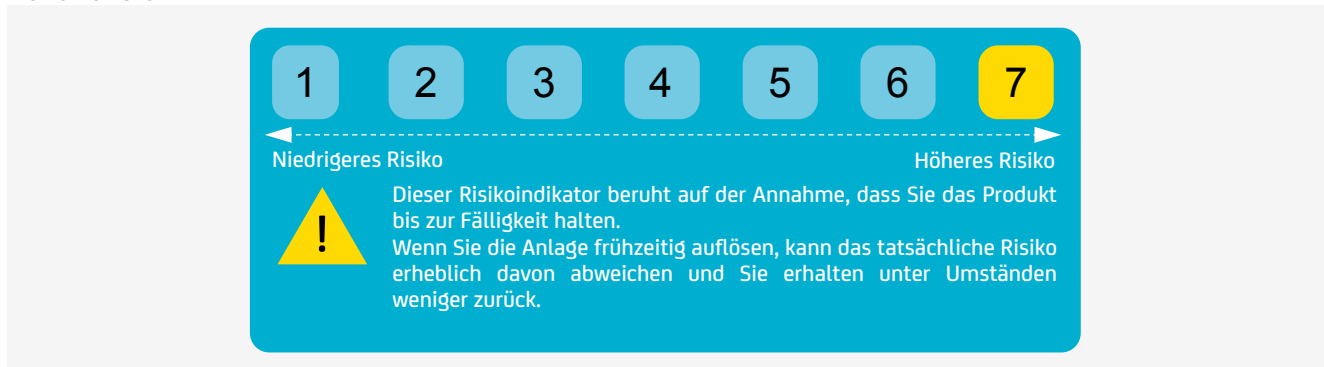 1 2 3 4 5 6 7
Niedrigeres Risiko Höheres Risiko
Dieser Risikoindikator beruht auf der Annahme, dass Sie das Produkt
bis zur Fälligkeit halten.
!
Wenn Sie die Anlage frühzeitig auflösen, kann das tatsächliche Risiko
erheblich davon abweichen und Sie erhalten unter Umständen
weniger zurück.